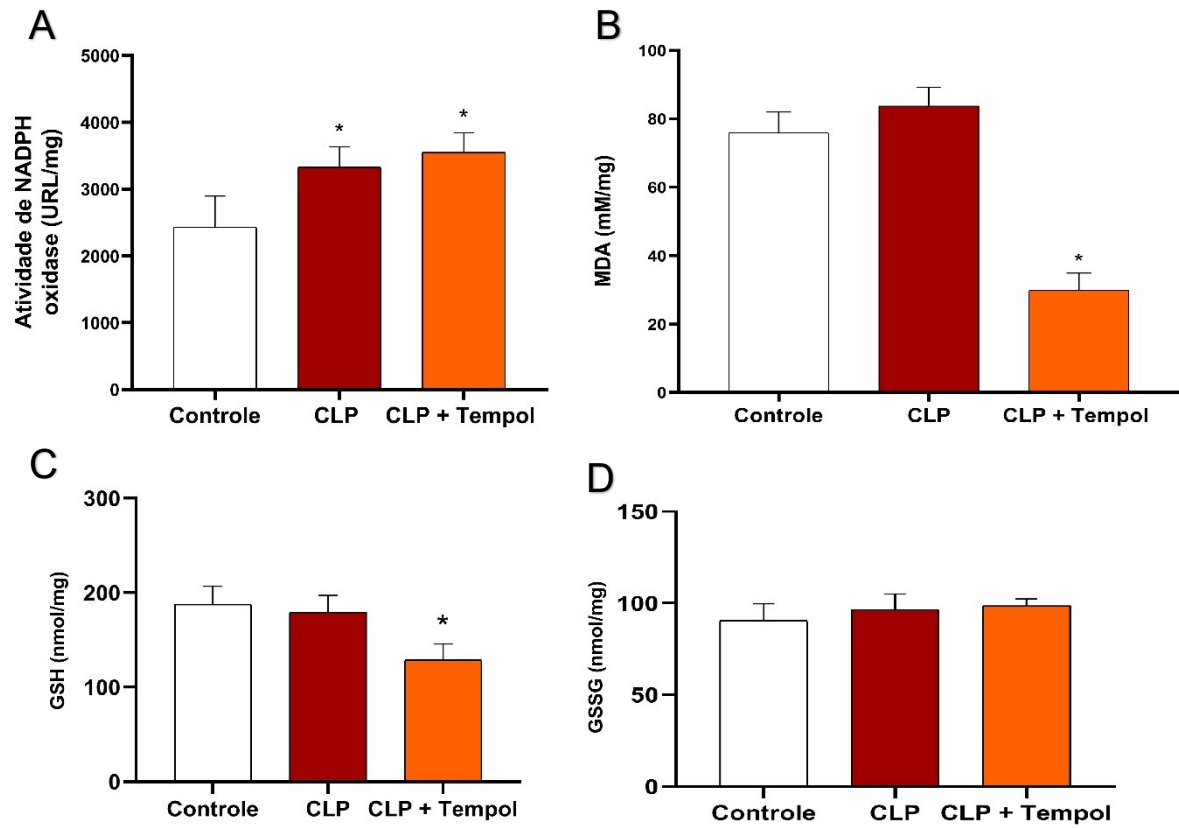 A
Atividade de NADPH
oxidase (URL/mg)
5000
4000
3000
2000
1000
0
*
*
Controle
CLP
CLP + Tempol
B
MDA (mM/mg)
100
80
60
40
20
0
*
Controle
CLP
CLP + Tempol
C
GSH (nmol/mg)
300
200
100
0
*
Controle
CLP
CLP + Tempol
D
GSSG (nmol/mg)
150
100
50
0
Controle
CLP
CLP + Tempol